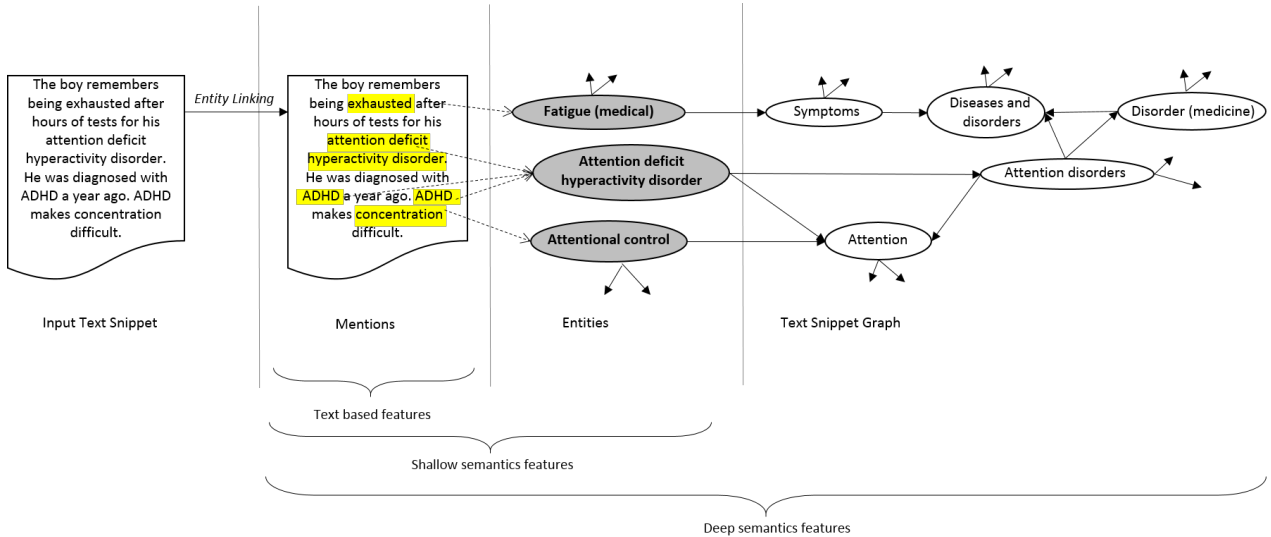 The boy remembers
being exhausted after
hours of tests for his
attention deficit
hyperactivity disorder.
He was diagnosed with
ADHD a year ago. ADHD
makes concentration
difficult.
Entity Linking
The boy remembers
being exhausted after
hours of tests for his
attention deficit
hyperactivity disorder.
He was diagnosed with
ADHD a year ago. ADHD
makes concentration
difficult.
Fatigue (medical)
Attention deficit
hyperactivity disorder
Attentional control
Symptoms
Diseases and
disorders
Disorder (medicine)
Attention disorders
Attention
Input Text Snippet
Mentions
Entities
Text Snippet Graph
Text based features
Shallow semantics features
Deep semantics features